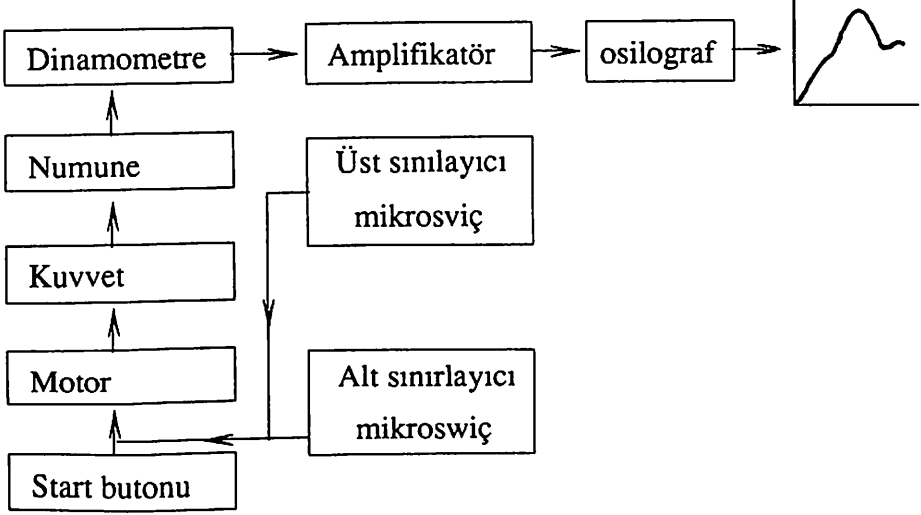 Dinamometre
Amplifikatör
osilograf
Numune
Üst sınılayıcı
mikrosviç
Kuvvet
Motor
Alt sınırlayıcı
mikroswiç
Start butonu